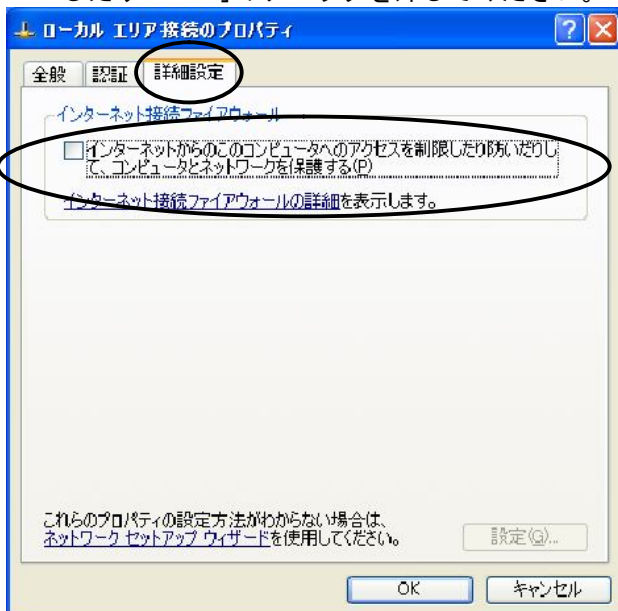 ローカル エリア接続のプロパティ
全般
認証
詳細設定
インターネット接続ファイアウォール
インターネットからのこのコンピュータへのアクセスを制限したり防いだりし
て、コンピュータとネットワークを保護する(P)
インターネット接続ファイアウォールの詳細を表示します。
これらのプロパティの設定方法がわからない場合は、
ネットワーク セットアップ ウィザードを使用してください。
設定(G)...
OK
キャンセル